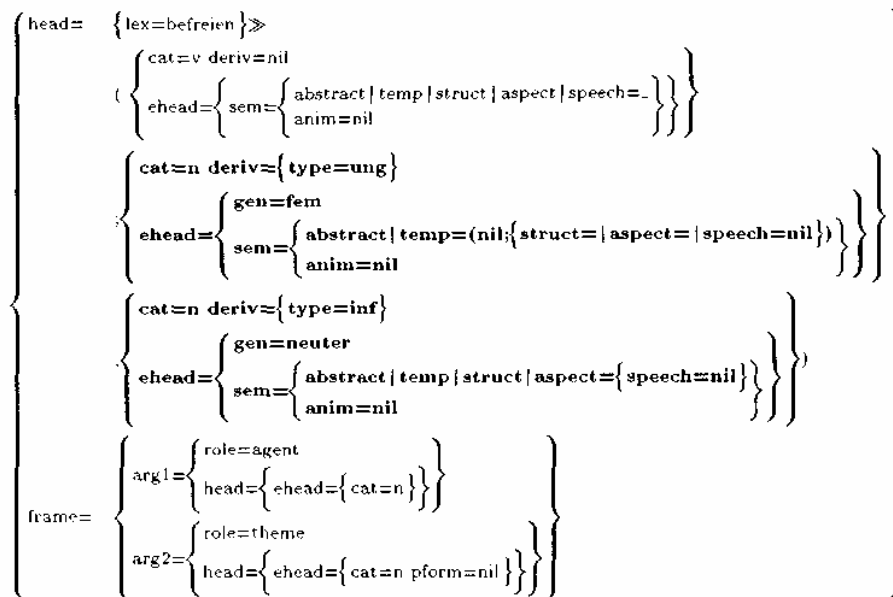 head= {lex=befreien}≫
cat=v deriv=nil
( ehead={ sem={ abstract | temp | struct | aspect | speech=_
anim=nil
cat=n deriv={type=ung}
gen=fem
; ehead={ sem={ abstract | temp=(nil;{struct=|aspect=|speech=nil})
anim=nil
cat=n deriv={type=inf}
gen=neuter
; ehead={ sem={ abstract | temp | struct | aspect={speech=nil} )
anim=nil
role=agent
arg1={ head={ehead={cat=n}}
frame=
role=theme
arg2={ head={ehead={cat=n pform=nil}}